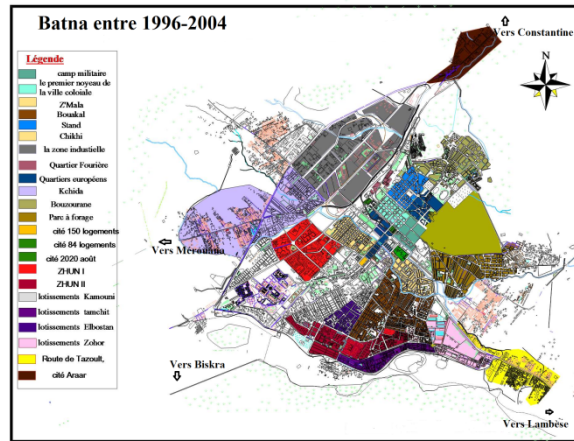 Batna entre 1996-2004
Vers Constantine
N
Légende
camp militaire
le premier noyeau de
la ville coloiale
Z'Mala
Bouakal
Stand
Chikhi
la zone industielle
Quartier Fourière
Quartiers européens
Kchida
Bouzourane
Parc à forage
cité 150 logements
cité 84 logements
cité 2020 août
ZHUN I
ZHUN II
lotissements Kamouni
lotissements tamchit
lotissements Elbostan
lotissements Zohor
Route de Tazoult,
cité Araar
Vers Mérouana
Vers Biskra
Vers Lambèse